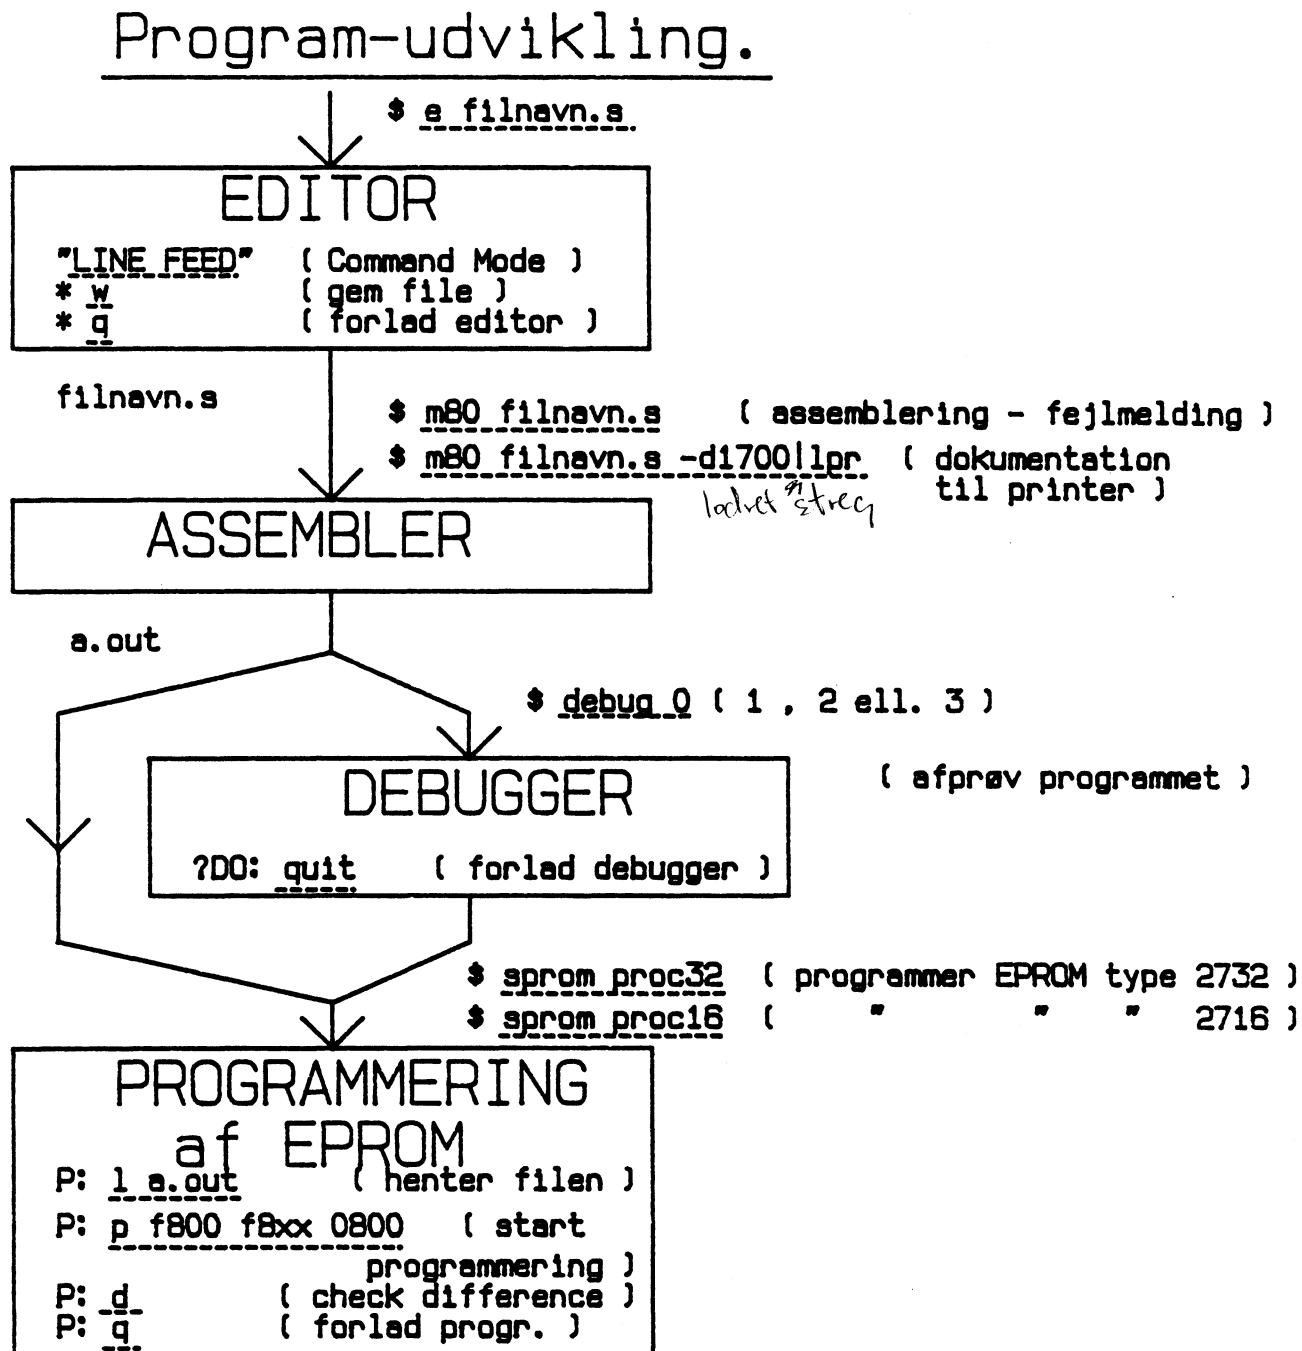 Program-udvikling.
$ e filnavn.s
EDITOR
"LINE FEED" ( Command Mode )
* w ( gem file )
* q ( forlad editor )
filnavn.s
$ m80 filnavn.s ( assemblering - fejlmelding )
$ m80 filnavn.s -d1700|lpr ( dokumentation
til printer )
lodret streg
ASSEMBLER
a.out
$ debug 0 ( 1 , 2 ell. 3 )
DEBUGGER
( afprøv programmet )
?DO: quit ( forlad debugger )
$ sprom proc32 ( programmer EPROM type 2732 )
$ sprom proc16 ( " " " 2716 )
PROGRAMMERING
af EPROM
P: l a.out ( henter filen )
P: p f800 f8xx 0800 ( start
programmering )
P: d ( check difference )
P: q ( forlad progr. )